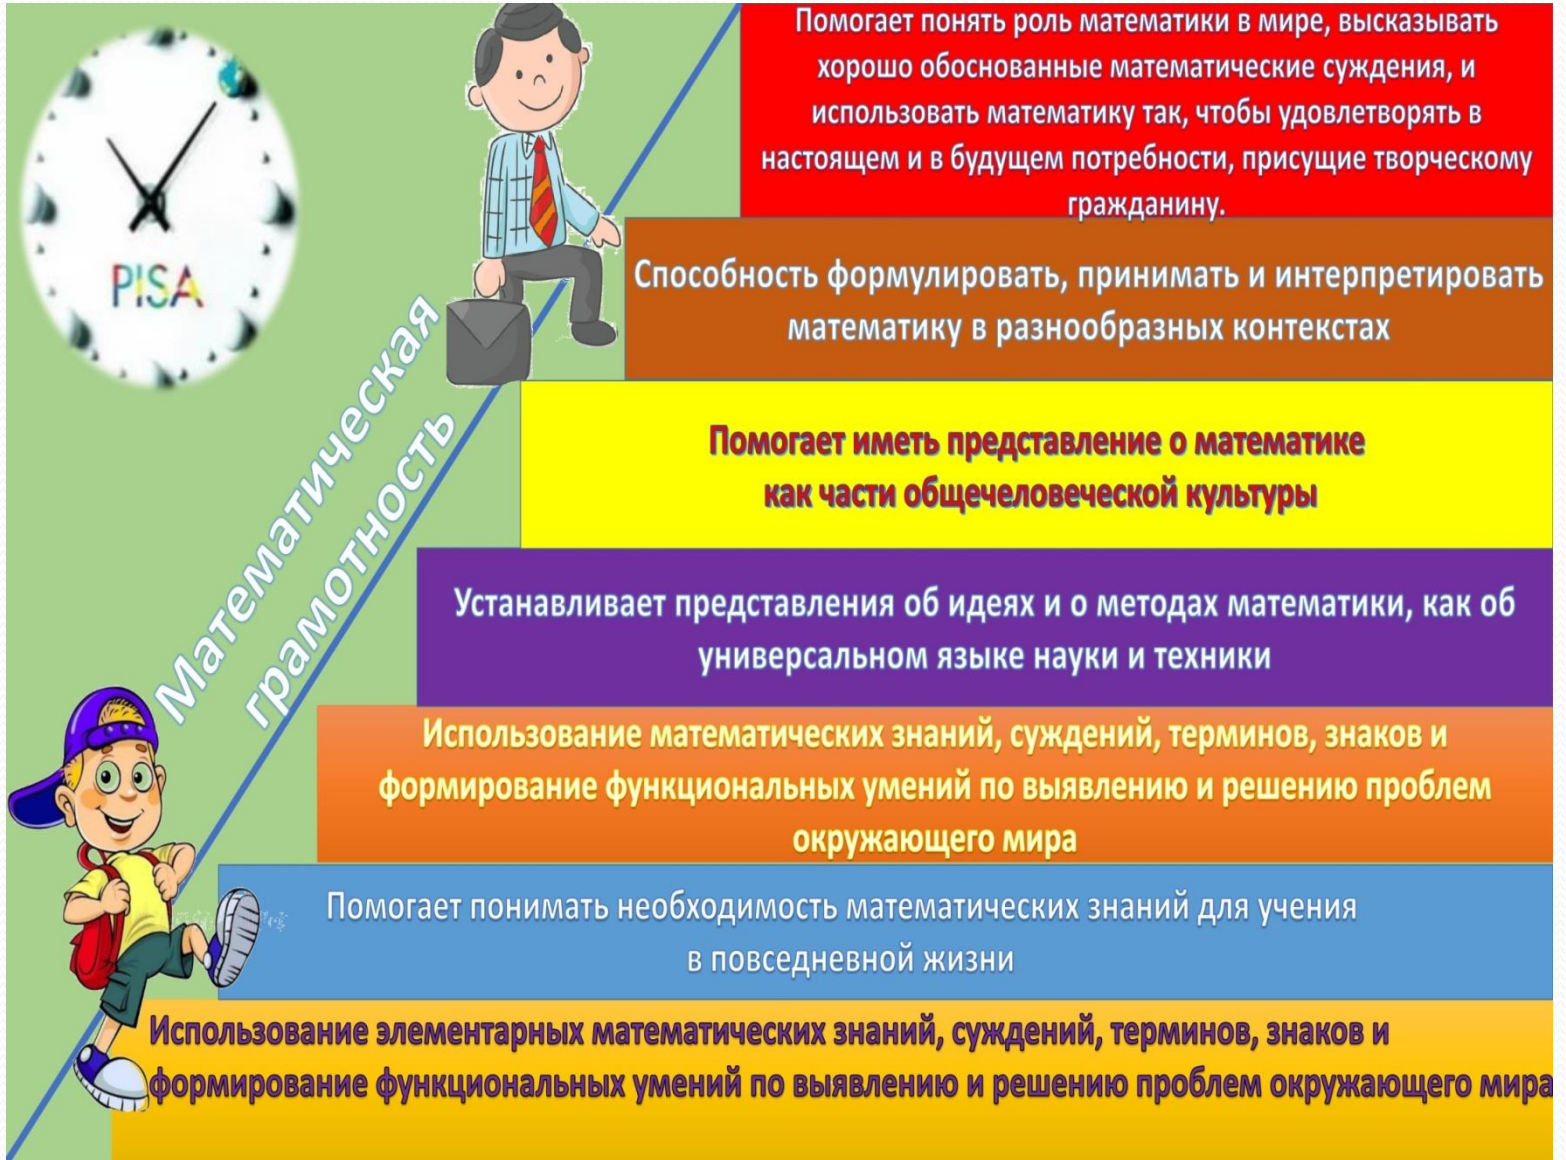 Помогает понять роль математики в мире, высказывать
хорошо обоснованные математические суждения, и
использовать математику так, чтобы удовлетворять в
настоящем и в будущем потребности, присущие творческому
гражданину.
PISA
Способность формулировать, принимать и интерпретировать
математику в разнообразных контекстах
Математическая
грамотность
Помогает иметь представление о математике
как части общечеловеческой культуры
Устанавливает представления об идеях и о методах математики, как об
универсальном языке науки и техники
Использование математических знаний, суждений, терминов, знаков и
формирование функциональных умений по выявлению и решению проблем
окружающего мира
Помогает понимать необходимость математических знаний для учения
в повседневной жизни
Использование элементарных математических знаний, суждений, терминов, знаков и
формирование функциональных умений по выявлению и решению проблем окружающего мира